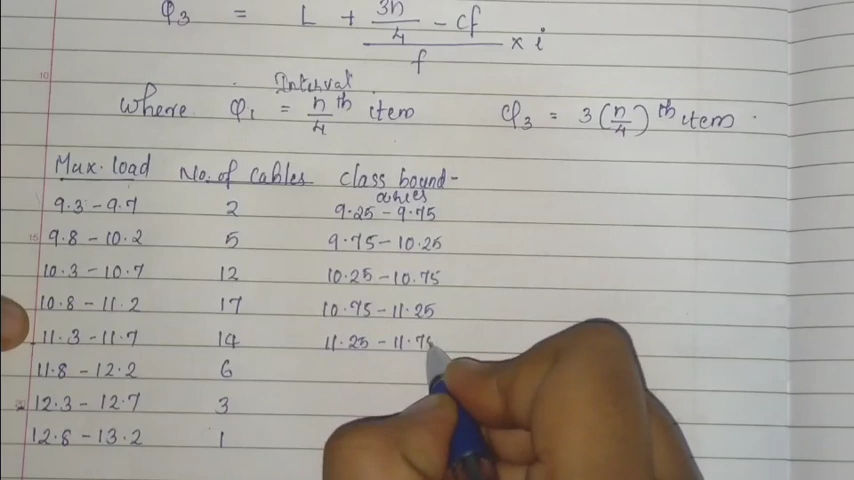 Q₃ = L + (3n/4 - cf)/f × i
Interval
where Q₁ = n/4 th item Q₃ = 3(n/4)th item.
Max. load No. of cables class bound-
aries
9.3 - 9.7 2 9.25 - 9.75
9.8 - 10.2 5 9.75 - 10.25
10.3 - 10.7 12 10.25 - 10.75
10.8 - 11.2 17 10.75 - 11.25
11.3 - 11.7 14 11.25 - 11.75
11.8 - 12.2 6
12.3 - 12.7 3
12.8 - 13.2 1